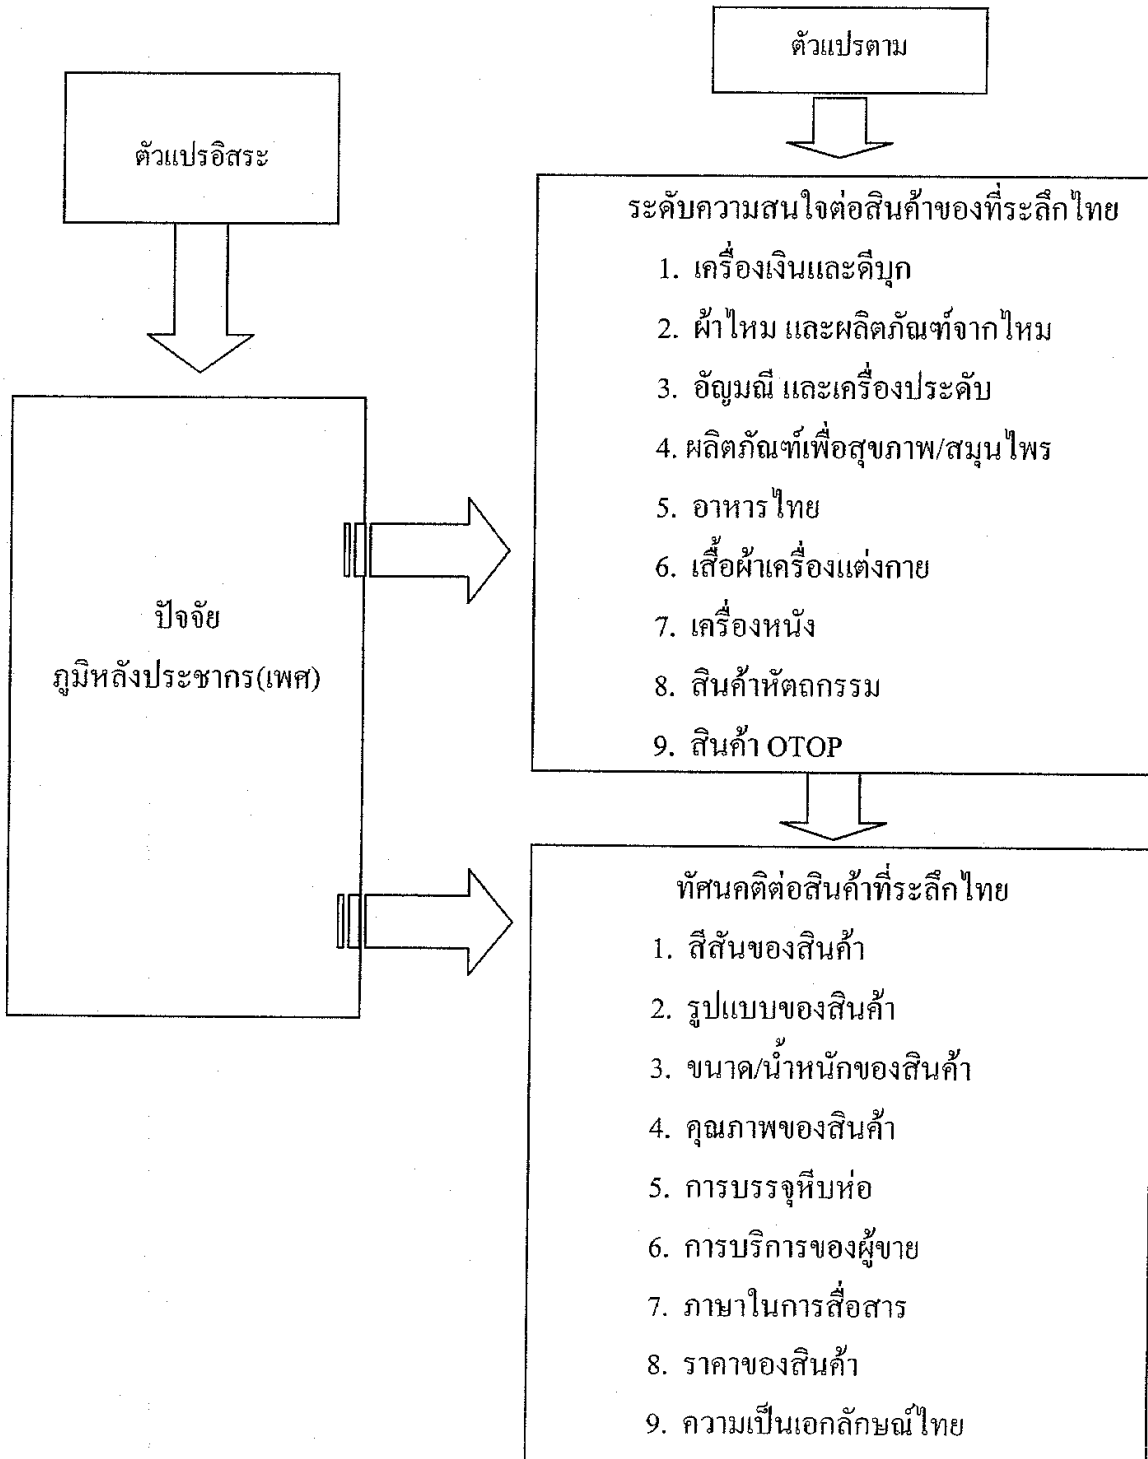 ตัวแปรอิสระ
ปัจจัย
ภูมิหลังประชากร(เพศ)
ตัวแปรตาม
ระดับความสนใจต่อสินค้าของที่ระลึกไทย
1. เครื่องเงินและดีบุก
2. ผ้าไหม และผลิตภัณฑ์จากไหม
3. อัญมณี และเครื่องประดับ
4. ผลิตภัณฑ์เพื่อสุขภาพ/สมุนไพร
5. อาหารไทย
6. เสื้อผ้าเครื่องแต่งกาย
7. เครื่องหนัง
8. สินค้าหัตถกรรม
9. สินค้า OTOP
ทัศนคติต่อสินค้าที่ระลึกไทย
1. สีสันของสินค้า
2. รูปแบบของสินค้า
3. ขนาด/น้ำหนักของสินค้า
4. คุณภาพของสินค้า
5. การบรรจุหีบห่อ
6. การบริการของผู้ขาย
7. ภาษาในการสื่อสาร
8. ราคาของสินค้า
9. ความเป็นเอกลักษณ์ไทย